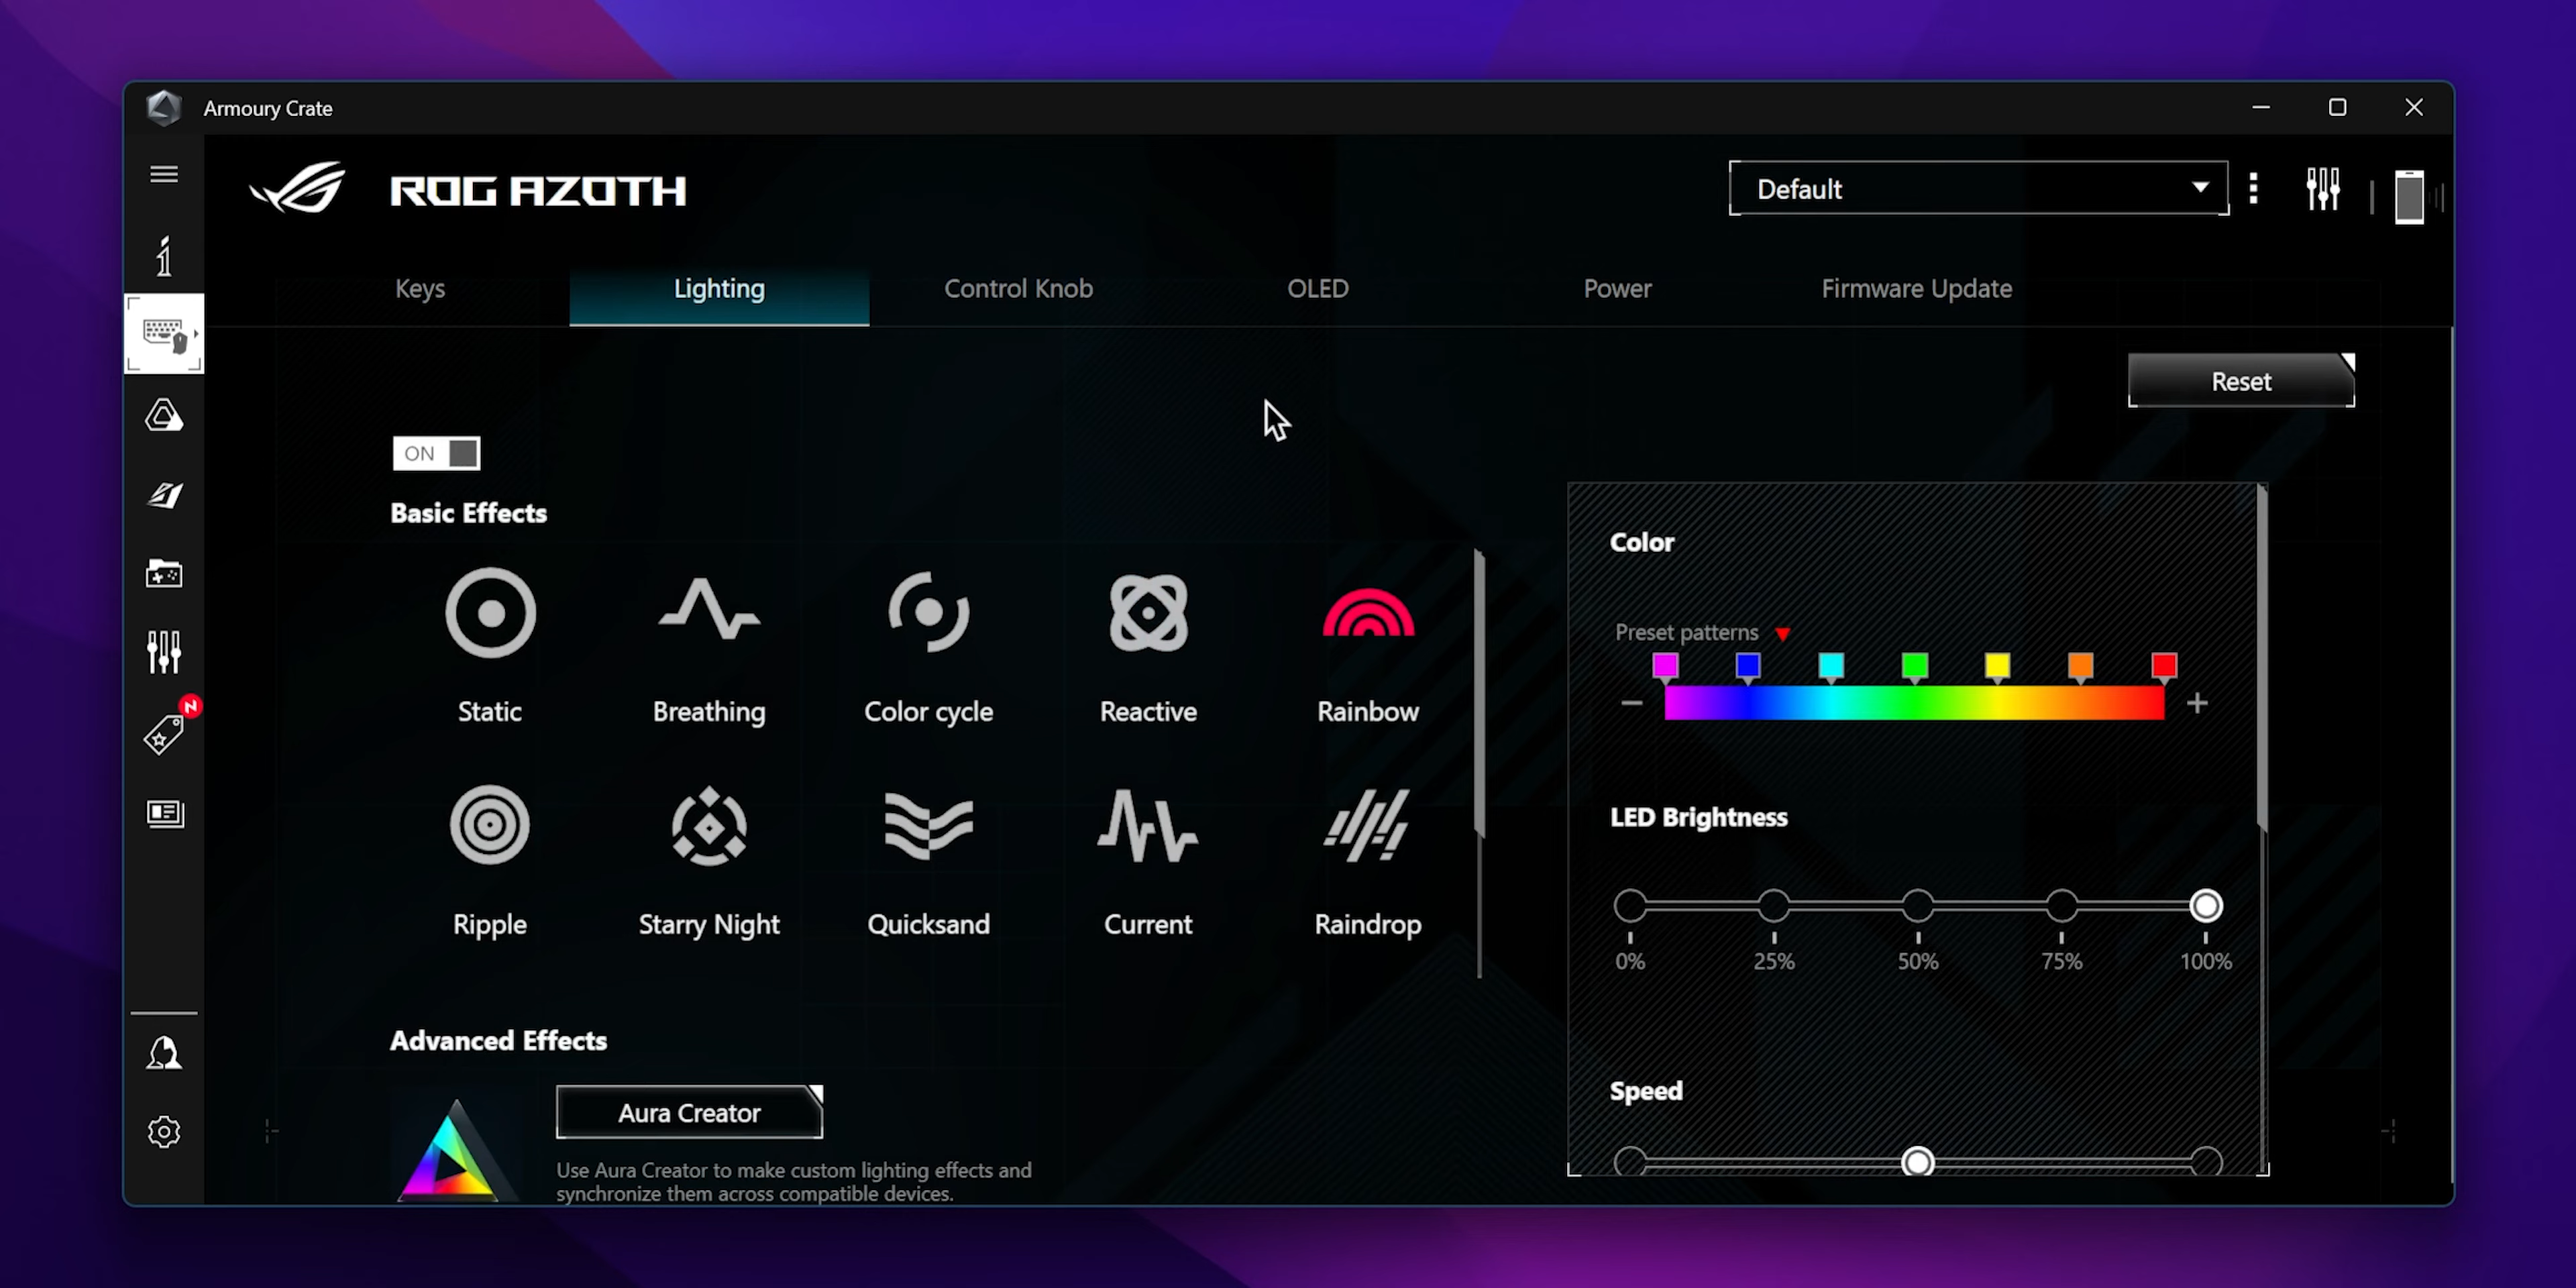 Armoury Crate
ROG AZOTH
Default
Keys
Lighting
Control Knob
OLED
Power
Firmware Update
Reset
ON
Basic Effects
Static
Breathing
Color cycle
Reactive
Rainbow
Ripple
Starry Night
Quicksand
Current
Raindrop
Advanced Effects
Aura Creator
Use Aura Creator to make custom lighting effects and
synchronize them across compatible devices.
Color
Preset patterns
LED Brightness
0%
25%
50%
75%
100%
Speed
N